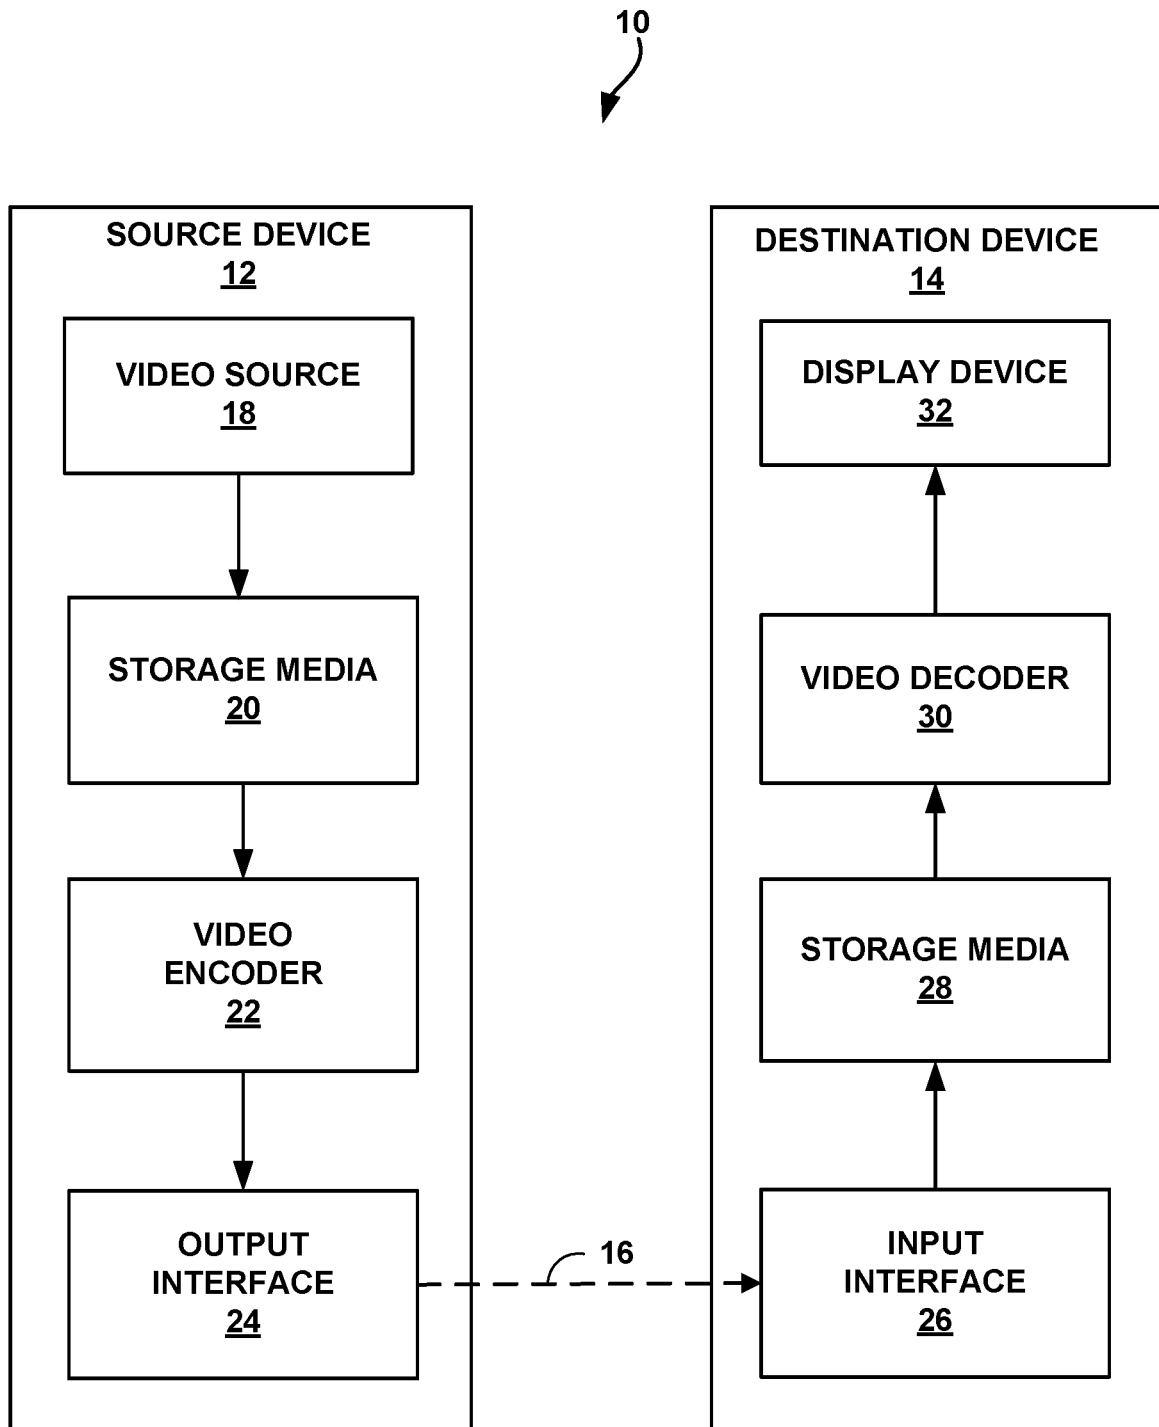 10
SOURCE DEVICE
12
VIDEO SOURCE
18
STORAGE MEDIA
20
VIDEO
ENCODER
22
OUTPUT
INTERFACE
24
16
DESTINATION DEVICE
14
DISPLAY DEVICE
32
VIDEO DECODER
30
STORAGE MEDIA
28
INPUT
INTERFACE
26